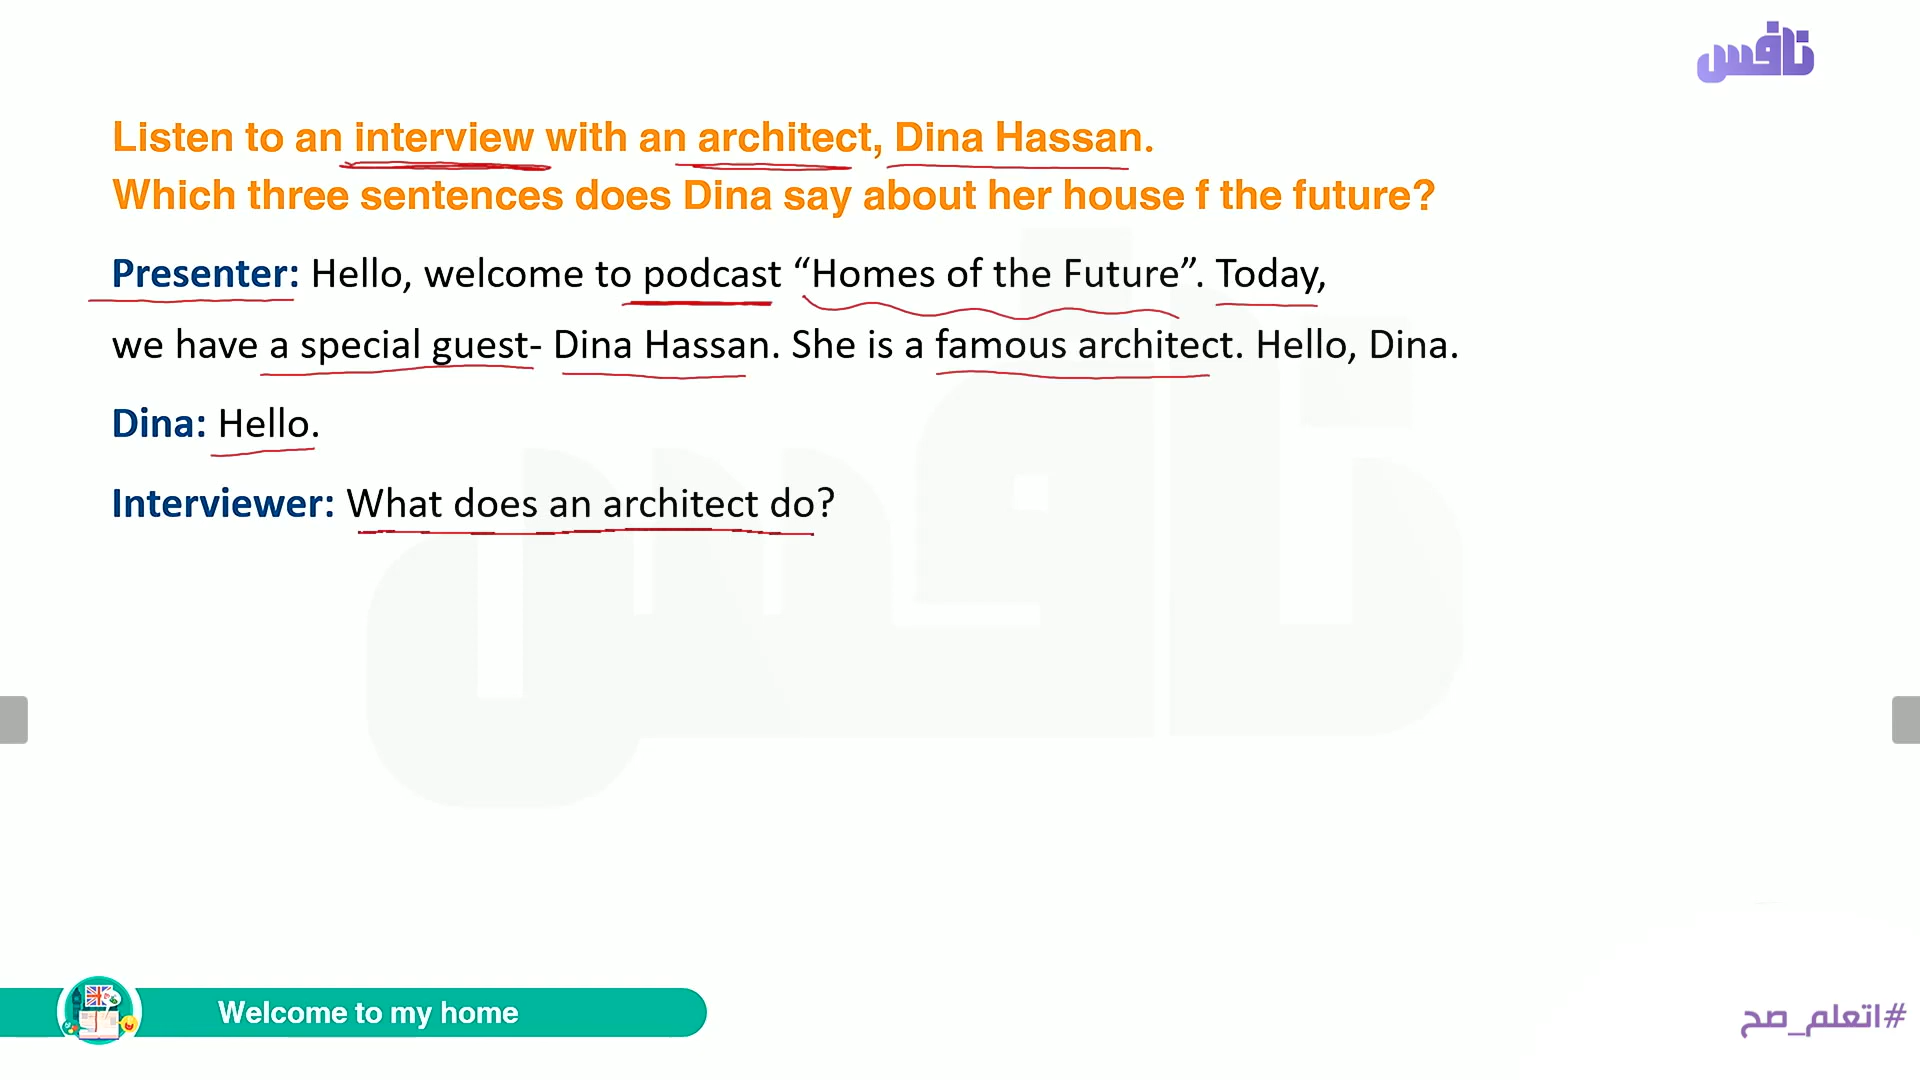 نافس
Listen to an interview with an architect, Dina Hassan.
Which three sentences does Dina say about her house f the future?
Presenter: Hello, welcome to podcast “Homes of the Future”. Today,
we have a special guest- Dina Hassan. She is a famous architect. Hello, Dina.
Dina: Hello.
Interviewer: What does an architect do?
Welcome to my home
#اتعلم_صح